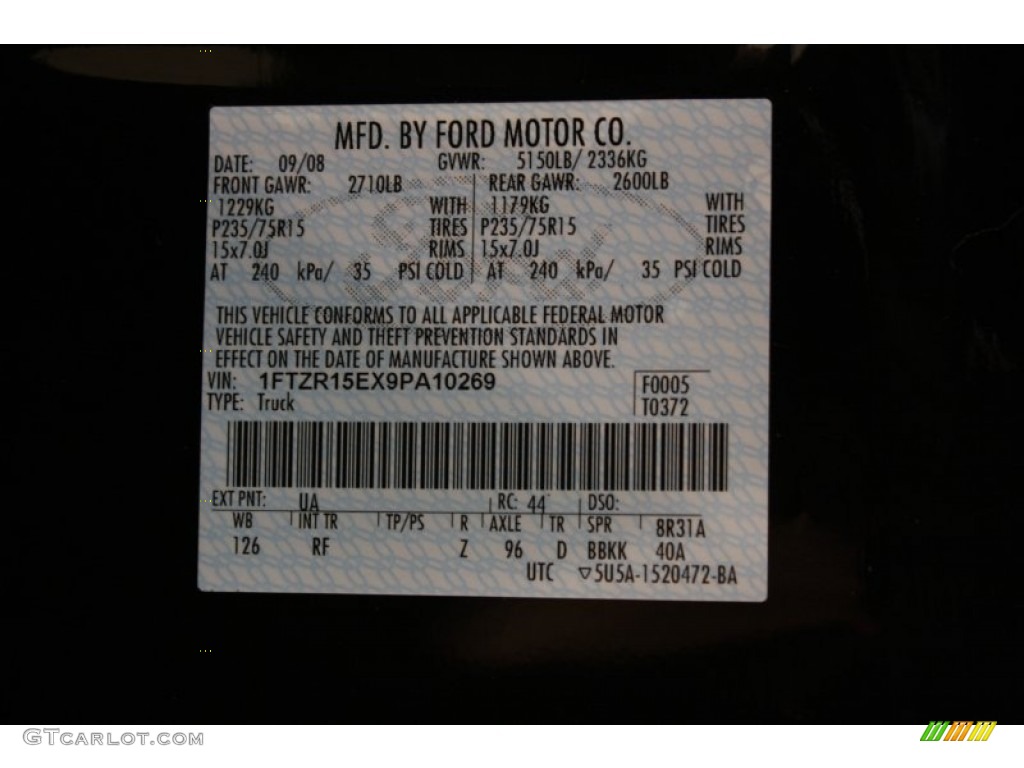 MFD. BY FORD MOTOR CO.
DATE: 09/08 GVWR: 5150LB/ 2336KG
FRONT GAWR: 2710LB REAR GAWR: 2600LB
1229KG WITH 1179KG WITH
P235/75R15 TIRES P235/75R15 TIRES
15x7.0J RIMS 15x7.0J RIMS
AT 240 kPa/ 35 PSI COLD AT 240 kPa/ 35 PSI COLD
THIS VEHICLE CONFORMS TO ALL APPLICABLE FEDERAL MOTOR
VEHICLE SAFETY AND THEFT PREVENTION STANDARDS IN
EFFECT ON THE DATE OF MANUFACTURE SHOWN ABOVE.
VIN: 1FTZR15EX9PA10269 F0005
TYPE: Truck T0372
EXT PNT: UA RC: 44 DSO:
WB INT TR TP/PS R AXLE TR SPR 8R31A
126 RF Z 96 D BBKK 40A
UTC ▽5U5A-1520472-BA
GTCARLOT.COM